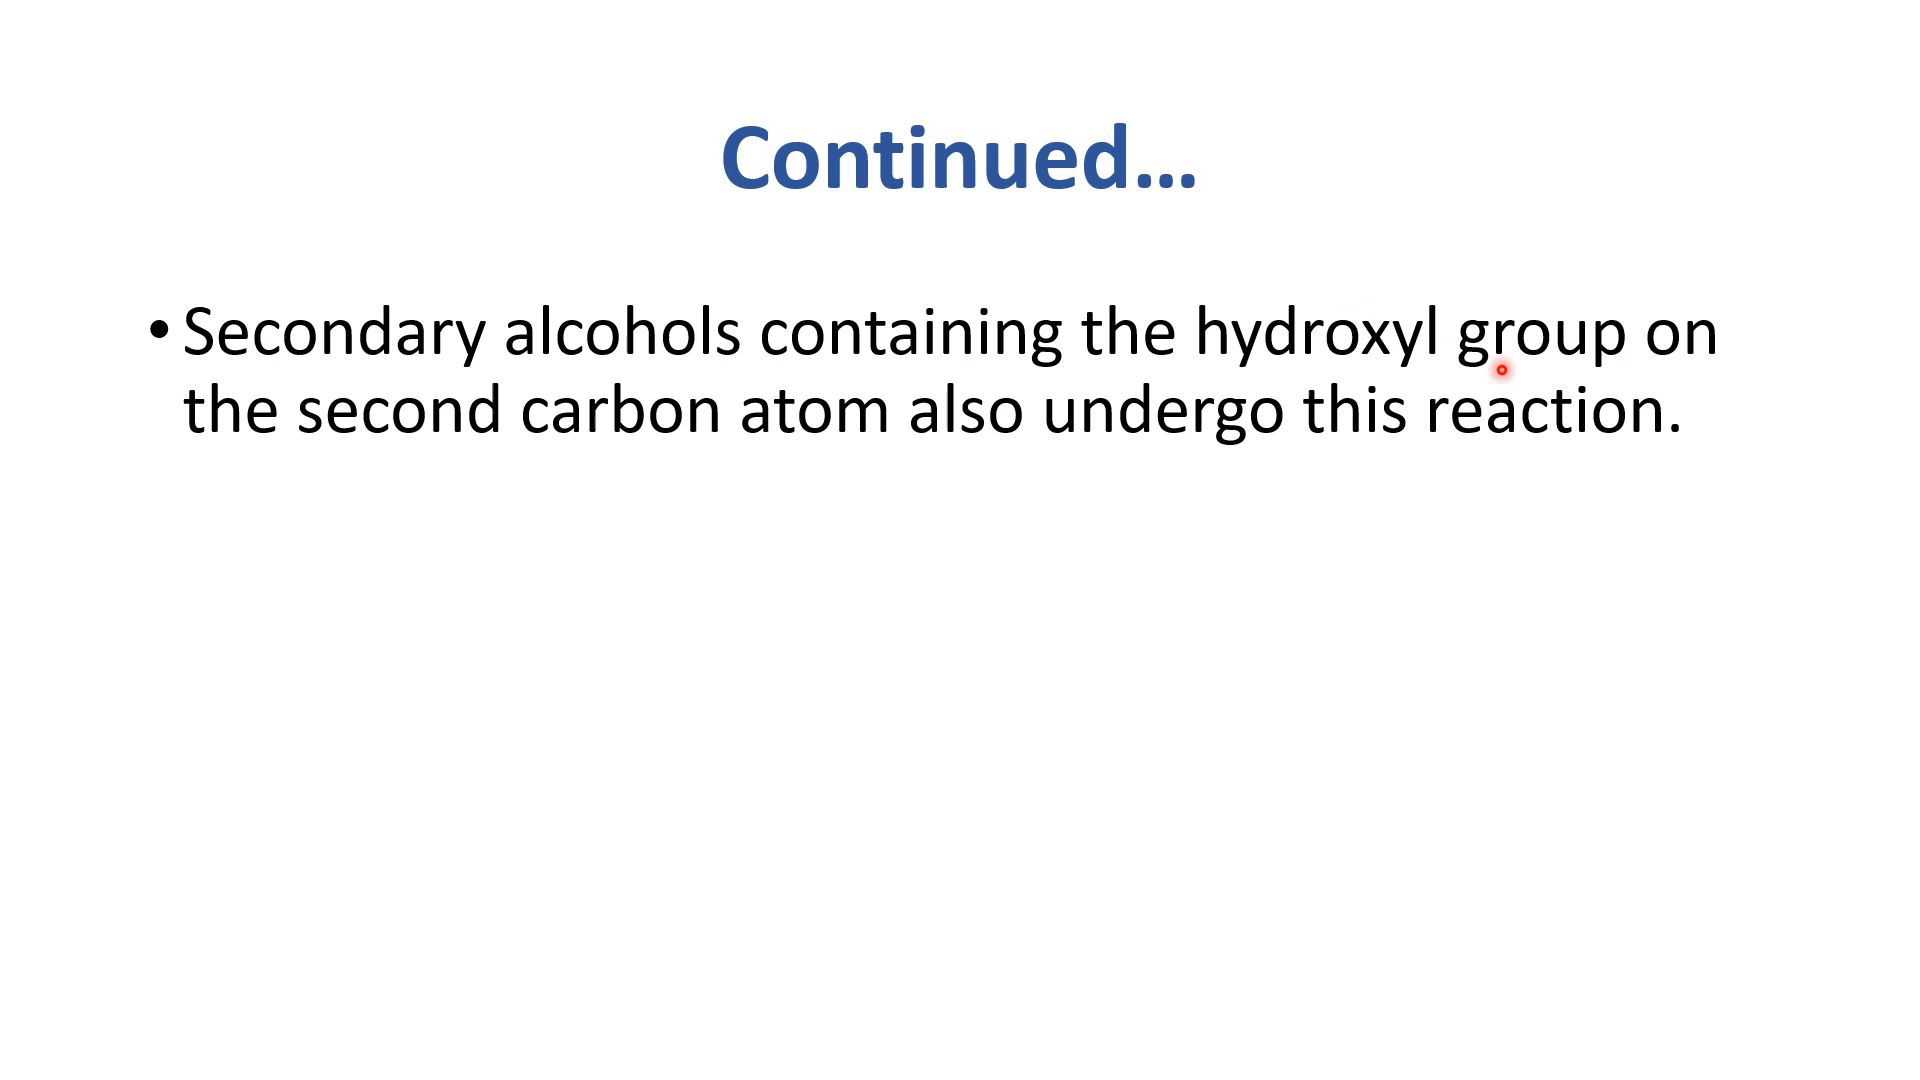 Continued...
• Secondary alcohols containing the hydroxyl group on
the second carbon atom also undergo this reaction.